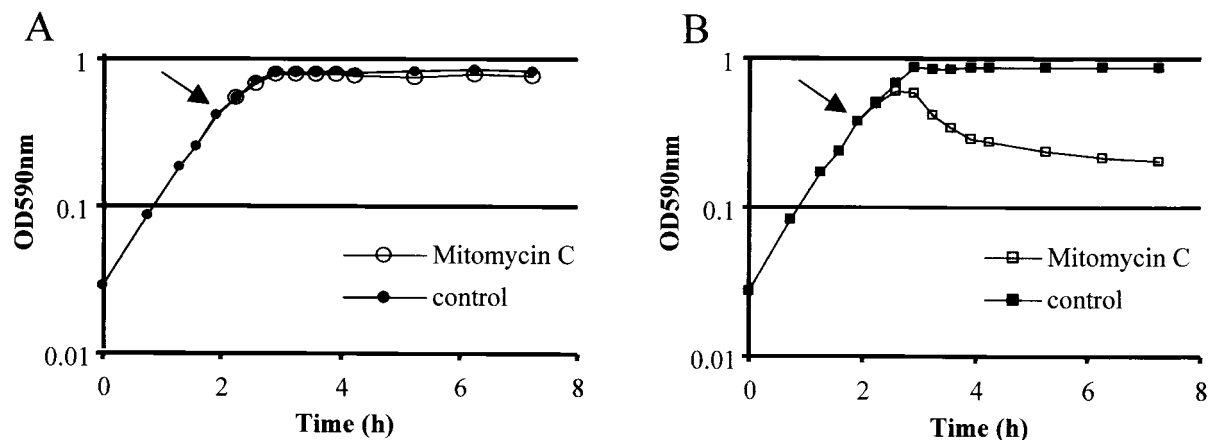 A
OD590nm
1
0.1
0.01
Mitomycin C
control
0 2 4 6 8
Time (h)
B
OD590nm
1
0.1
0.01
Mitomycin C
control
0 2 4 6 8
Time (h)